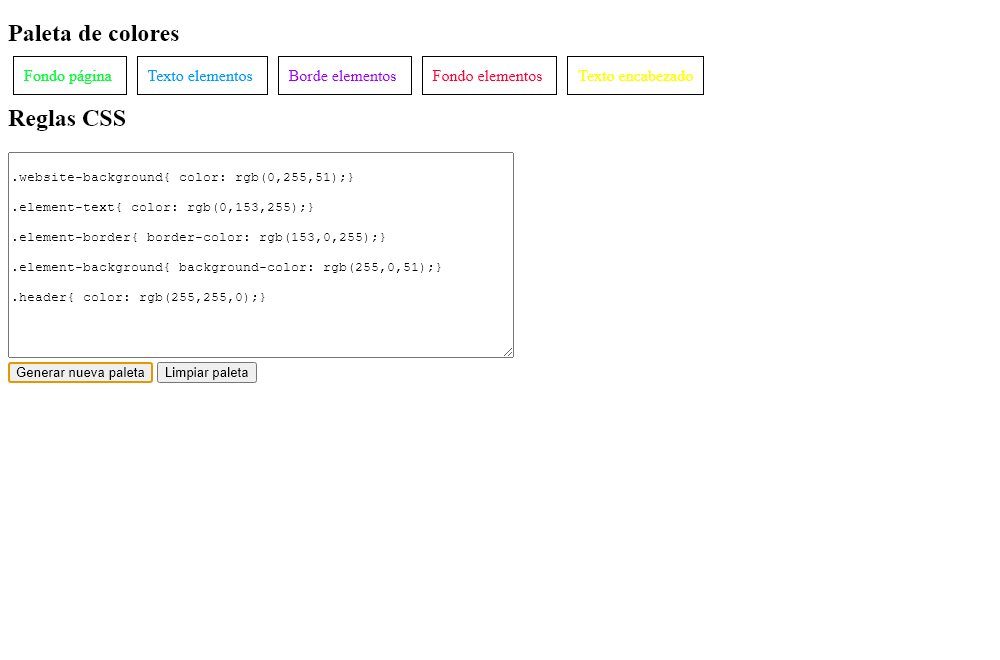 Paleta de colores
Fondo página Texto elementos Borde elementos Fondo elementos Texto encabezado
Reglas CSS
.website-background{ color: rgb(0,255,51);}
.element-text{ color: rgb(0,153,255);}
.element-border{ border-color: rgb(153,0,255);}
.element-background{ background-color: rgb(255,0,51);}
.header{ color: rgb(255,255,0);}
Generar nueva paleta Limpiar paleta